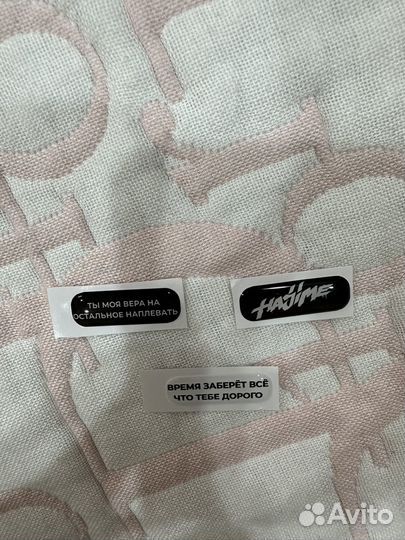 ТЫ МОЯ ВЕРА НА
ОСТАЛЬНОЕ НАПЛЕВАТЬ
HAJIME
ВРЕМЯ ЗАБЕРЁТ ВСЁ
ЧТО ТЕБЕ ДОРОГО
Avito